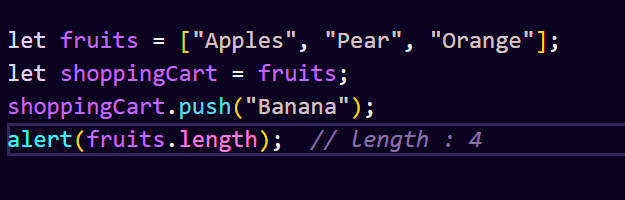 let fruits = ["Apples", "Pear", "Orange"];
let shoppingCart = fruits;
shoppingCart.push("Banana");
alert(fruits.length);  // length : 4